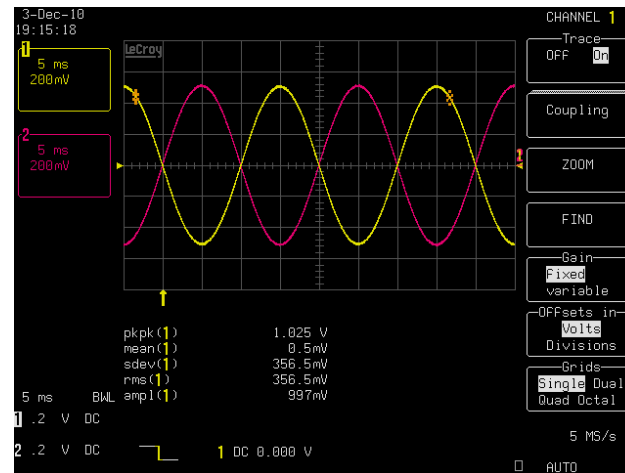 3-Dec-10
19:15:18
1
5 ms
200mV
2
5 ms
200mV
LeCroy
1
CHANNEL 1
Trace
OFF On
Coupling
ZOOM
FIND
Gain
Fixed
variable
Offsets in
Volts
Divisions
Grids
Single Dual
Quad Octal
pkpk(1) 1.025 V
mean(1) 0.5mV
sdev(1) 356.5mV
rms(1) 356.5mV
ampl(1) 997mV
5 ms BWL
1 .2 V DC
2 .2 V DC
1 DC 0.000 V
5 MS/s
AUTO